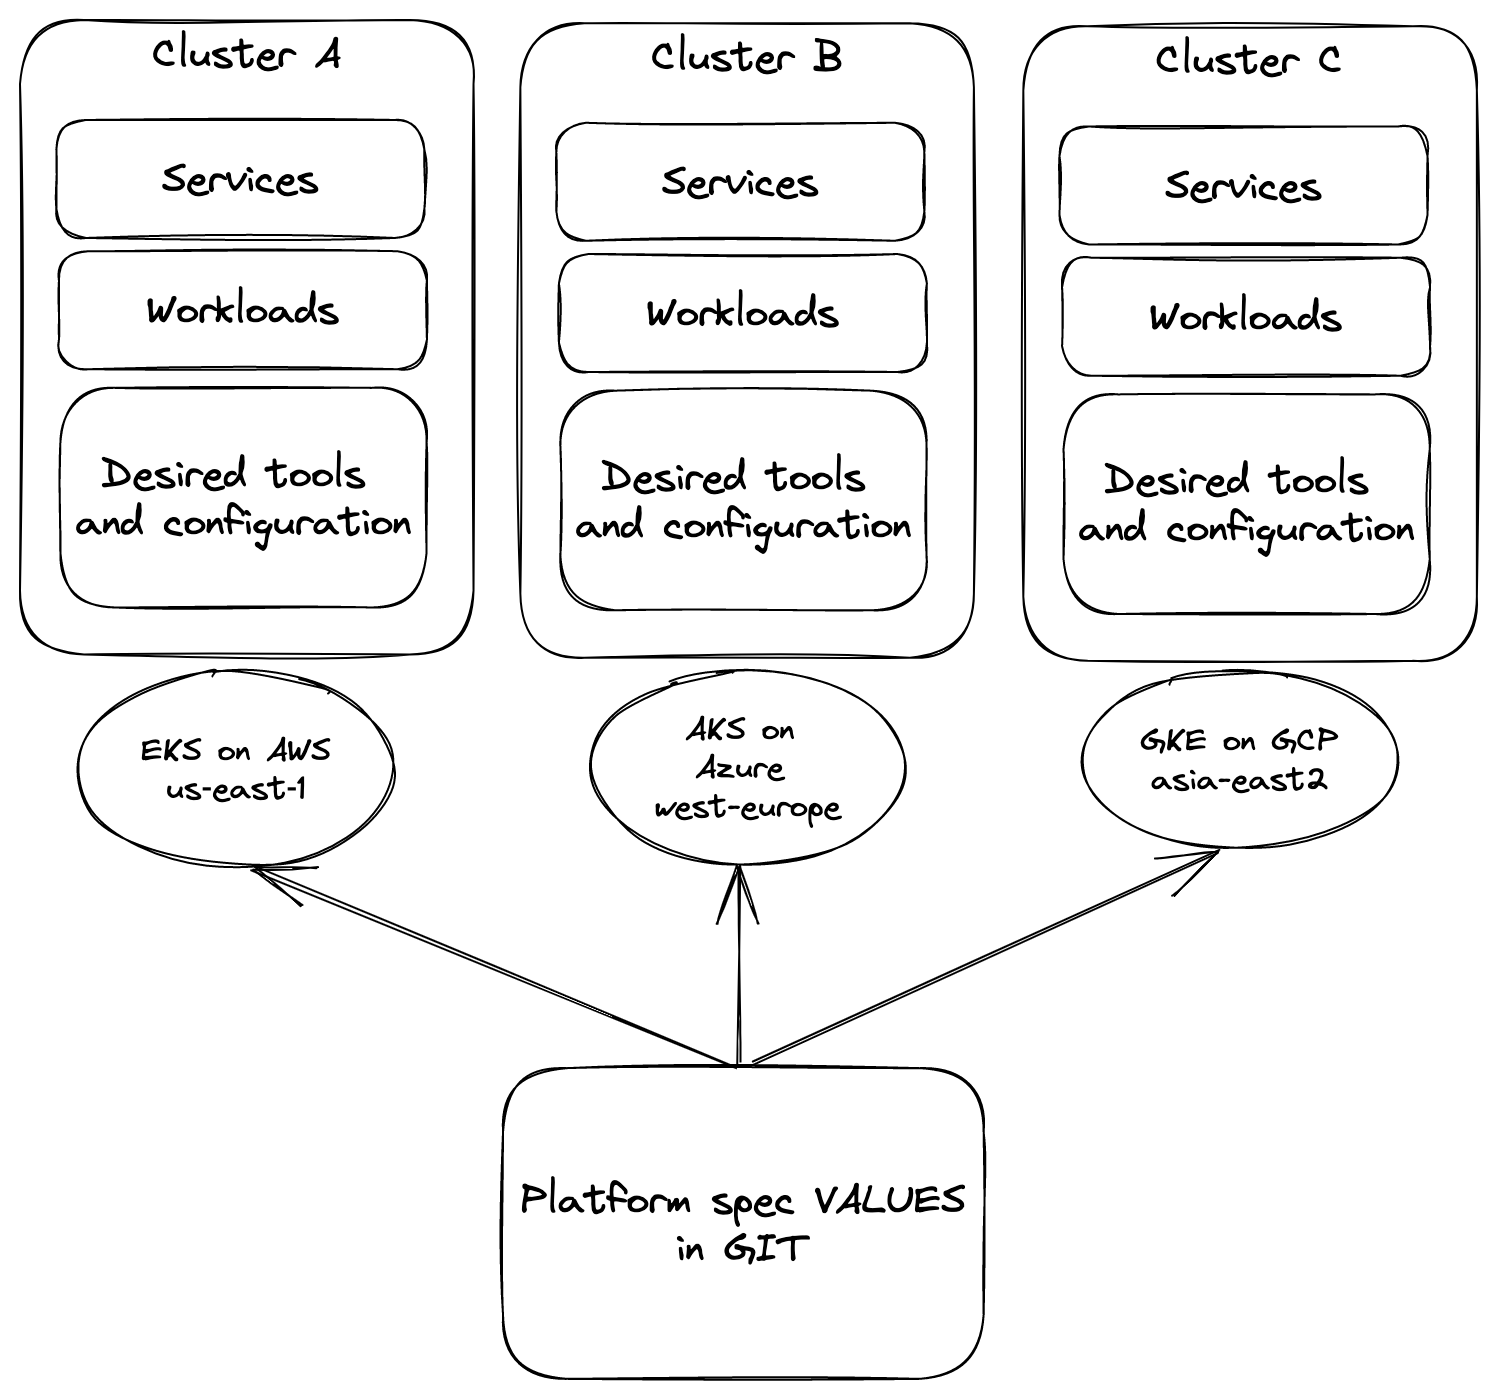 Cluster A
Services
Workloads
Desired tools
and configuration
EKS on AWS
us-east-1
Cluster B
Services
Workloads
Desired tools
and configuration
AKS on
Azure
west-europe
Cluster C
Services
Workloads
Desired tools
and configuration
GKE on GCP
asia-east2
Platform spec VALUES
in GIT